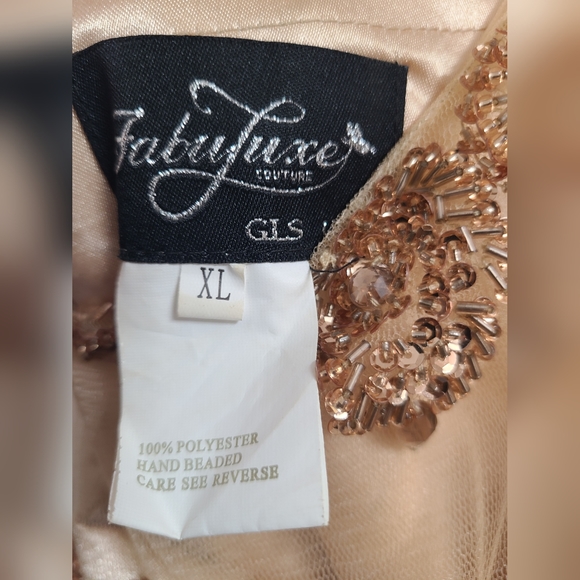 Fabuluxe
COUTURE
GLS
XL
100% POLYESTER
HAND BEADED
CARE SEE REVERSE